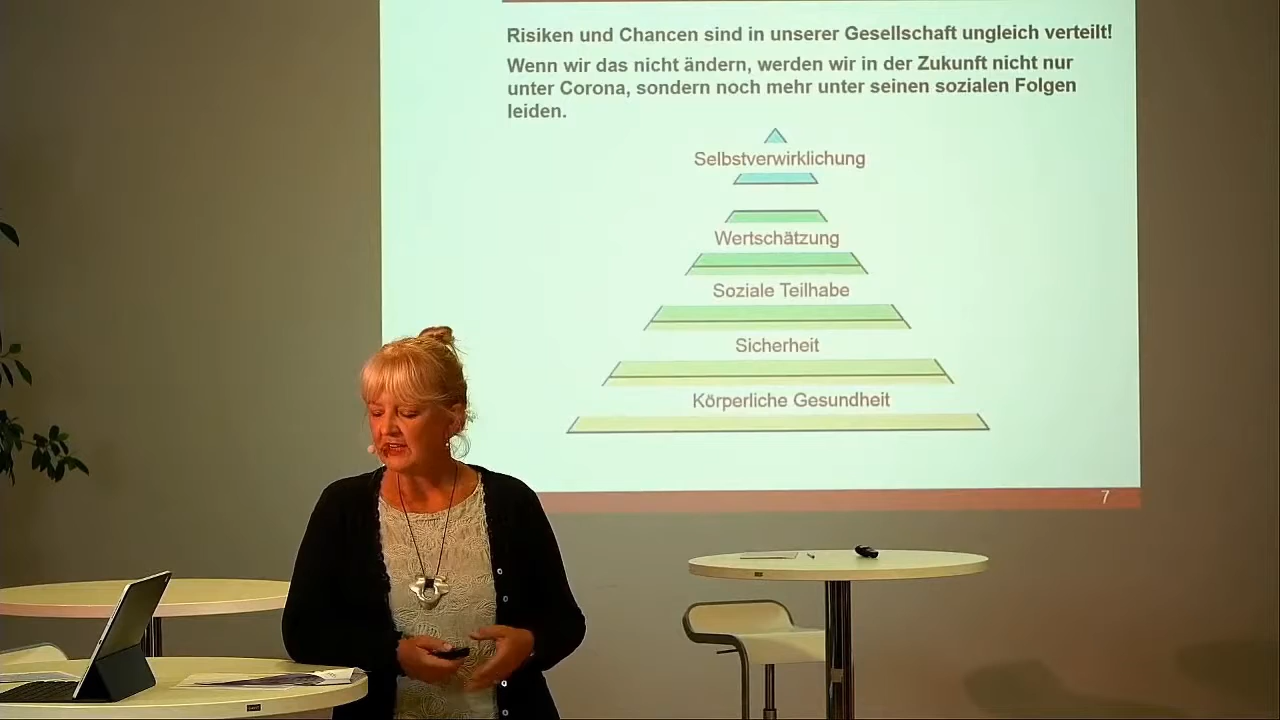 Risiken und Chancen sind in unserer Gesellschaft ungleich verteilt!
Wenn wir das nicht ändern, werden wir in der Zukunft nicht nur
unter Corona, sondern noch mehr unter seinen sozialen Folgen
leiden.
Selbstverwirklichung
Wertschätzung
Soziale Teilhabe
Sicherheit
Körperliche Gesundheit
7